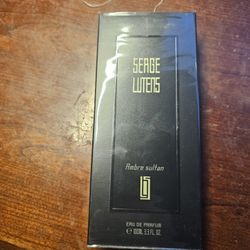 SERGE
LUTENS
Ambre sultan
EAU DE PARFUM
℮ 100ML 3.3 FL. OZ.